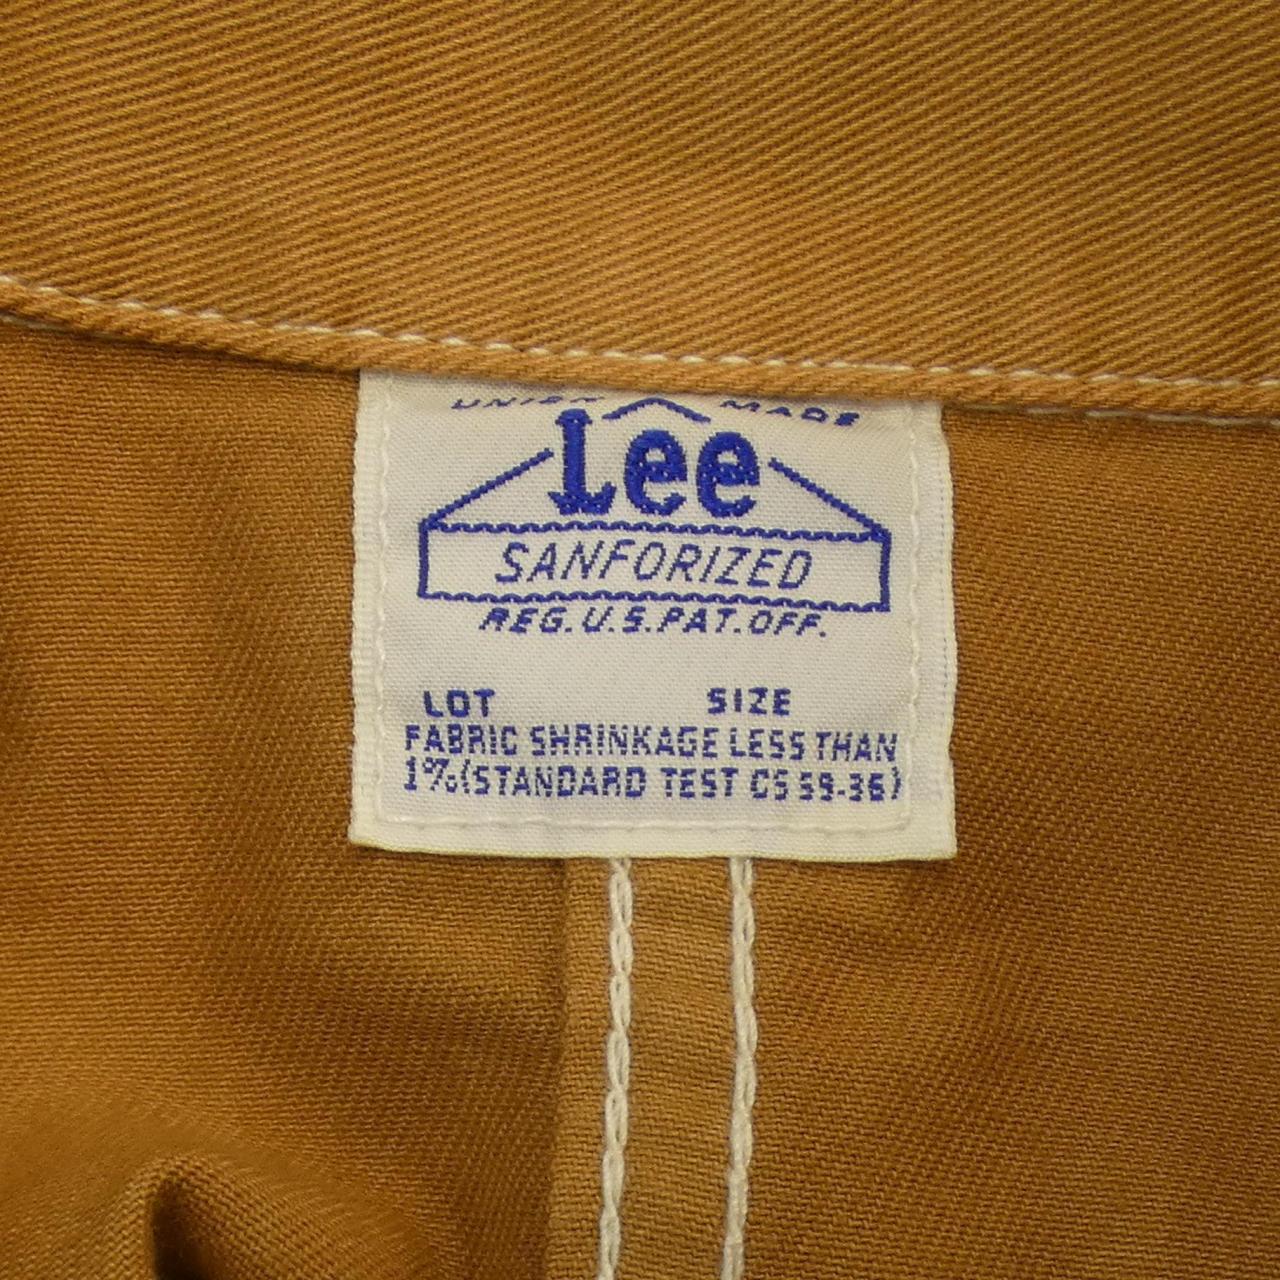 UNION MADE
Lee
SANFORIZED
REG. U.S. PAT. OFF.
LOT SIZE
FABRIC SHRINKAGE LESS THAN
1%(STANDARD TEST CS 59-36)